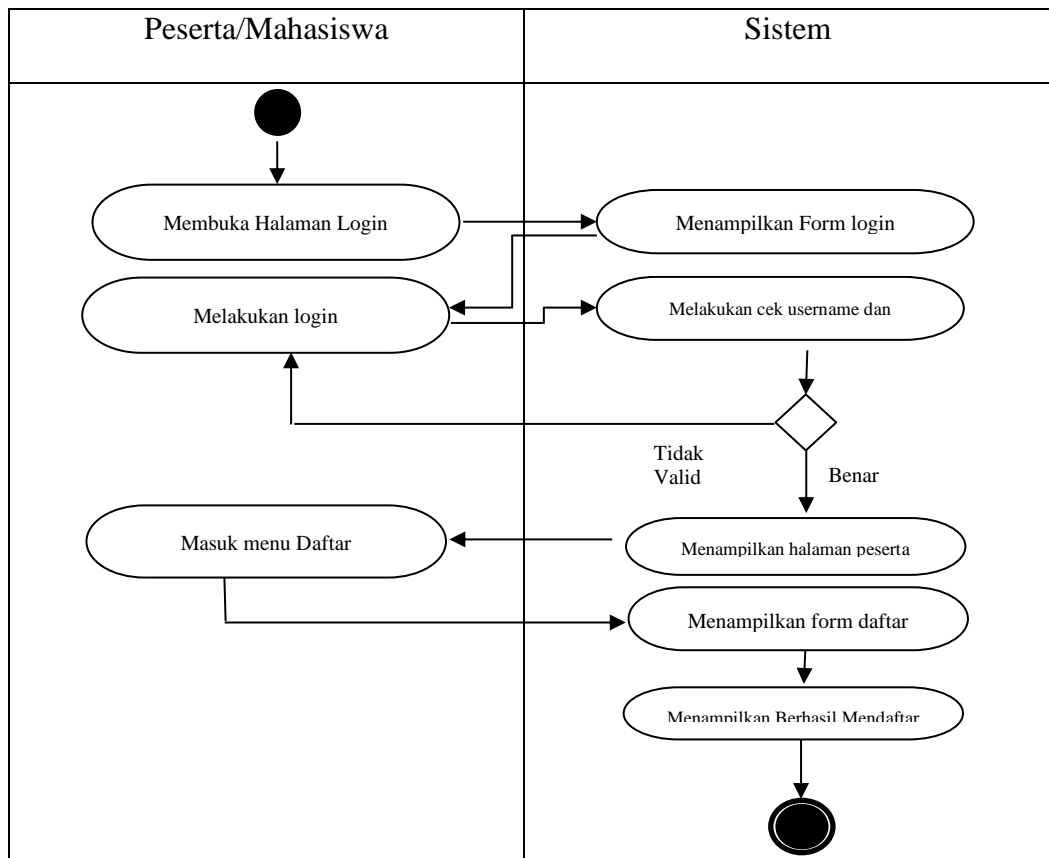 Peserta/Mahasiswa
Sistem
Membuka Halaman Login
Menampilkan Form login
Melakukan login
Melakukan cek username dan
Tidak
Valid
Benar
Masuk menu Daftar
Menampilkan halaman peserta
Menampilkan form daftar
Menampilkan Berhasil Mendaftar